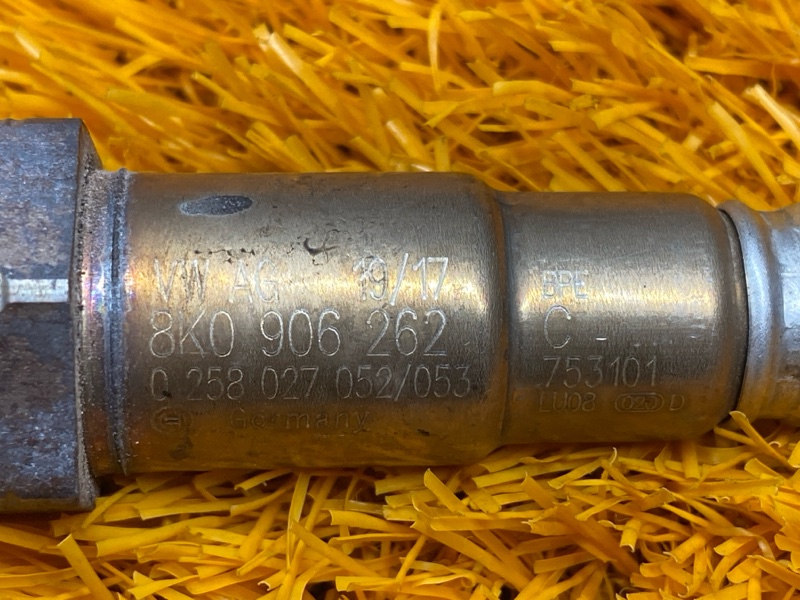 VW AG 19/17
8K0 906 262
0 258 027 052/053
Germany
BPE
C
753101
LU08 D